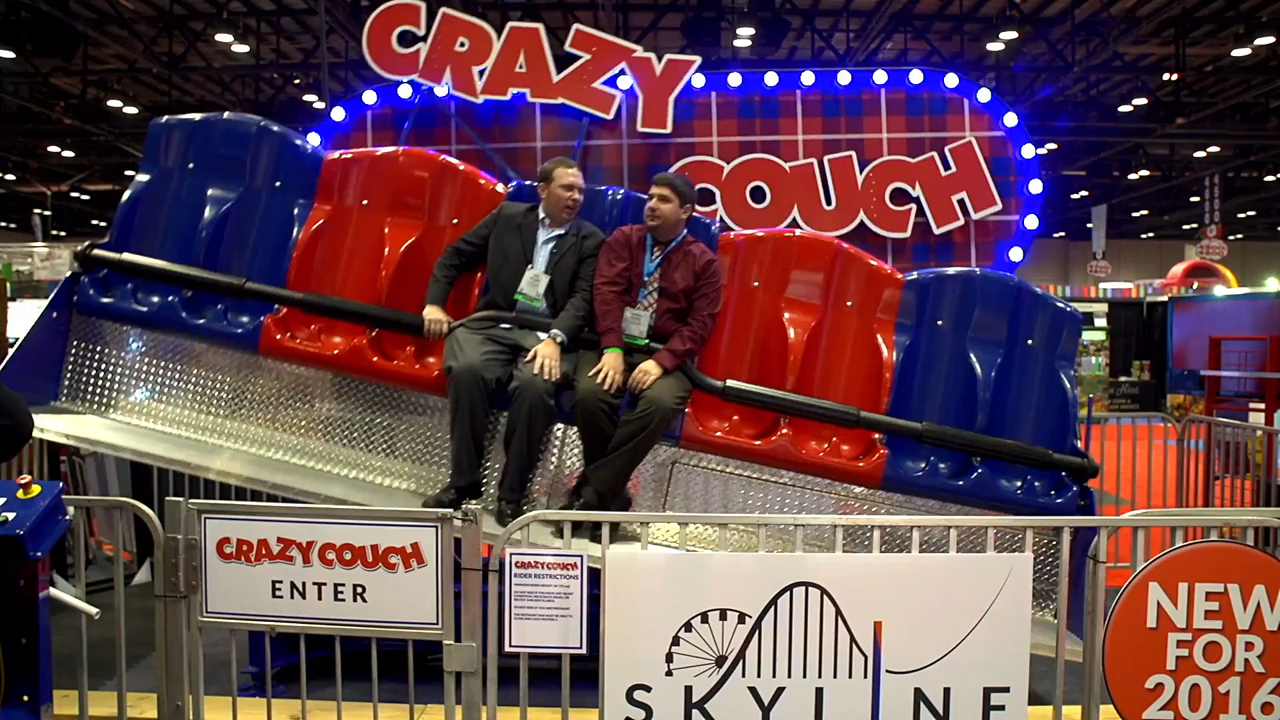 CRAZY
COUCH
CRAZY COUCH
ENTER
CRAZY COUCH
RIDER RESTRICTIONS
SKYLINE
NEW
FOR
2016